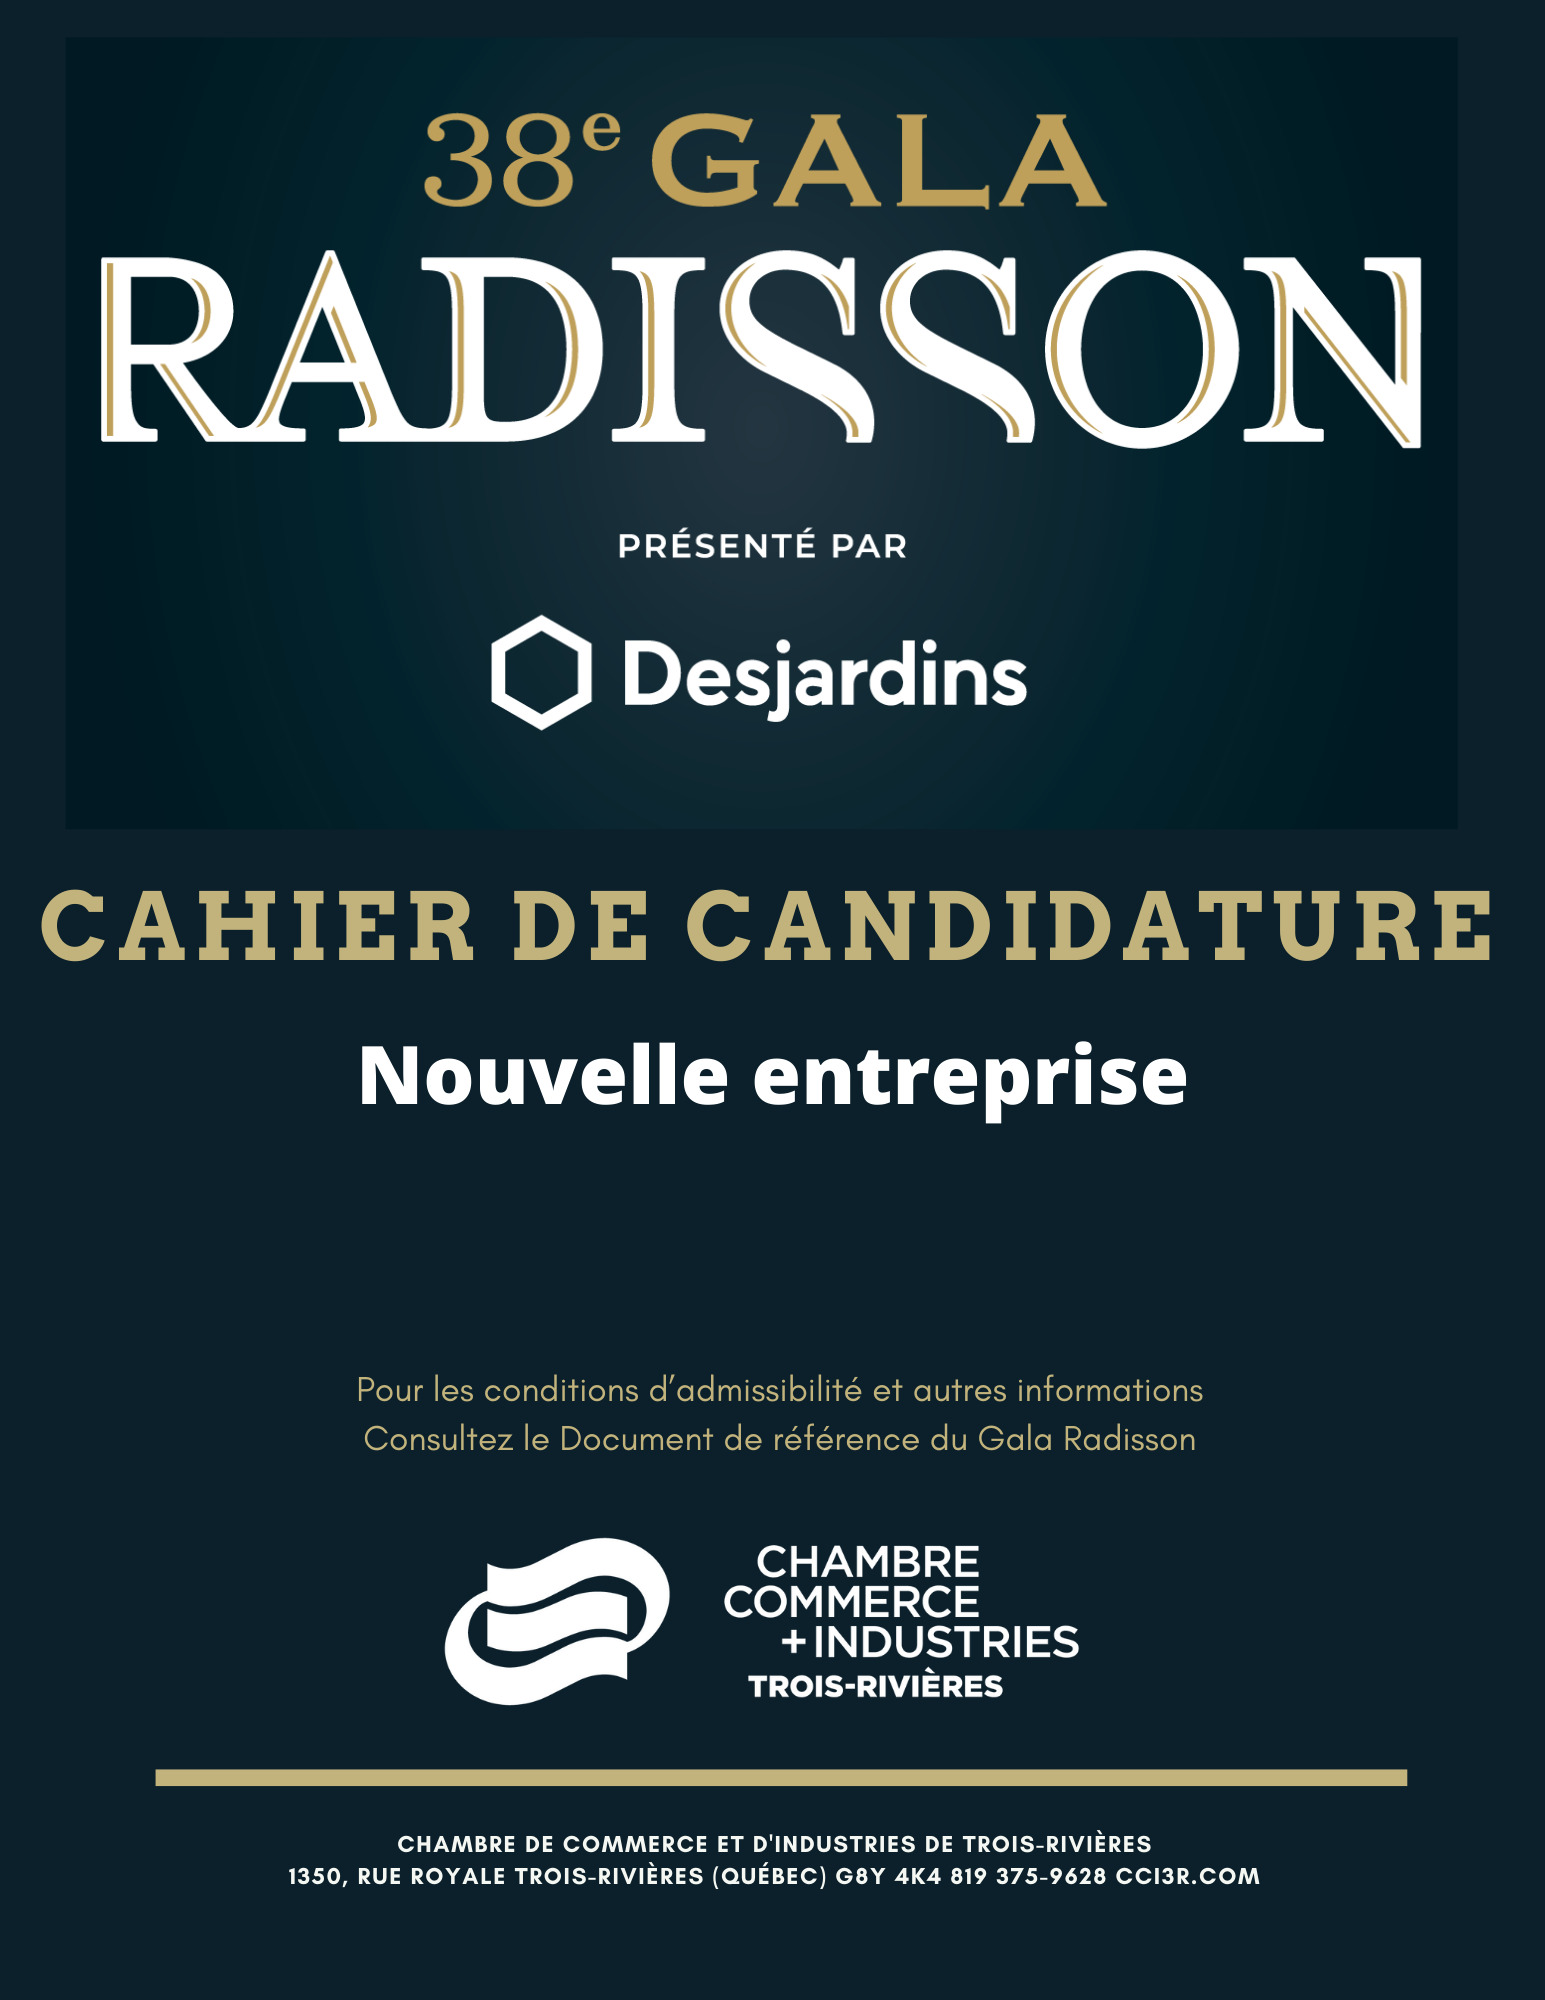 38e GALA
RADISSON
PRÉSENTÉ PAR
Desjardins
CAHIER DE CANDIDATURE
Nouvelle entreprise
Pour les conditions d'admissibilité et autres informations
Consultez le Document de référence du Gala Radisson
CHAMBRE
COMMERCE
+INDUSTRIES
TROIS-RIVIÈRES
CHAMBRE DE COMMERCE ET D'INDUSTRIES DE TROIS-RIVIÈRES
1350, RUE ROYALE TROIS-RIVIÈRES (QUÉBEC) G8Y 4K4 819 375-9628 CCI3R.COM